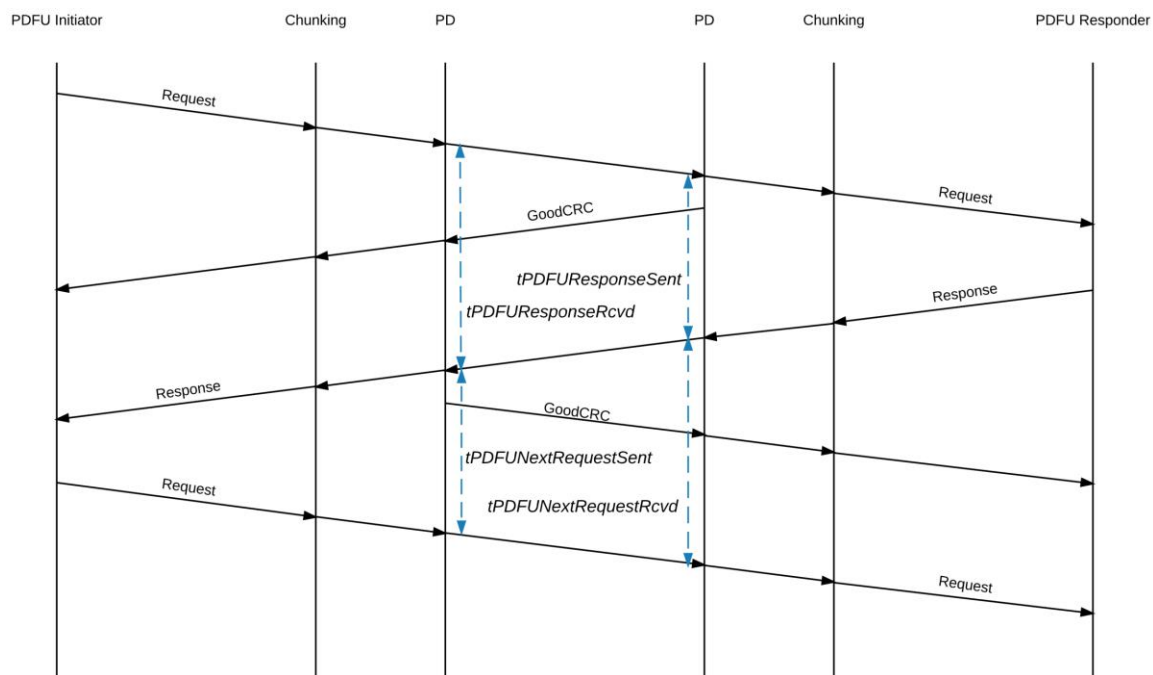 PDFU Initiator
Chunking
PD
PD
Chunking
PDFU Responder
Request
Request
GoodCRC
tPDFUResponseSent
Response
tPDFUResponseRcvd
Response
GoodCRC
tPDFUNextRequestSent
Request
tPDFUNextRequestRcvd
Request